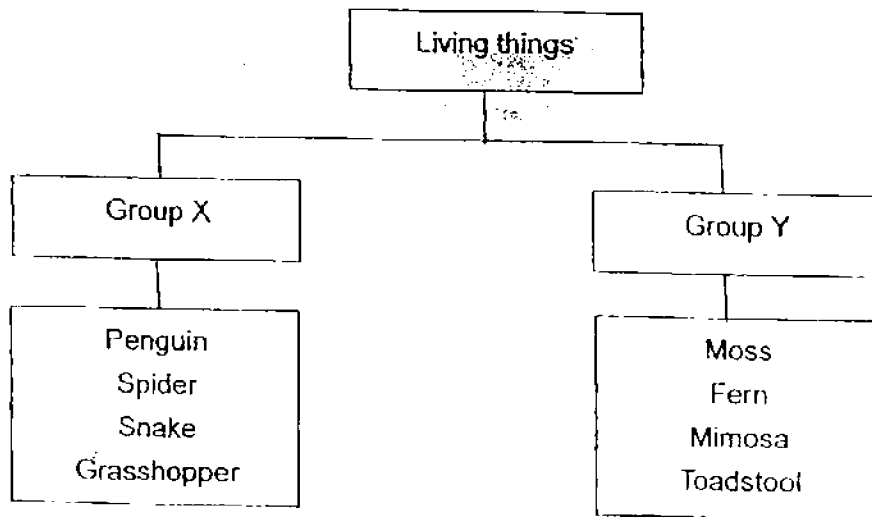 Living things
Group X
Group Y
Penguin
Spider
Snake
Grasshopper
Moss
Fern
Mimosa
Toadstool